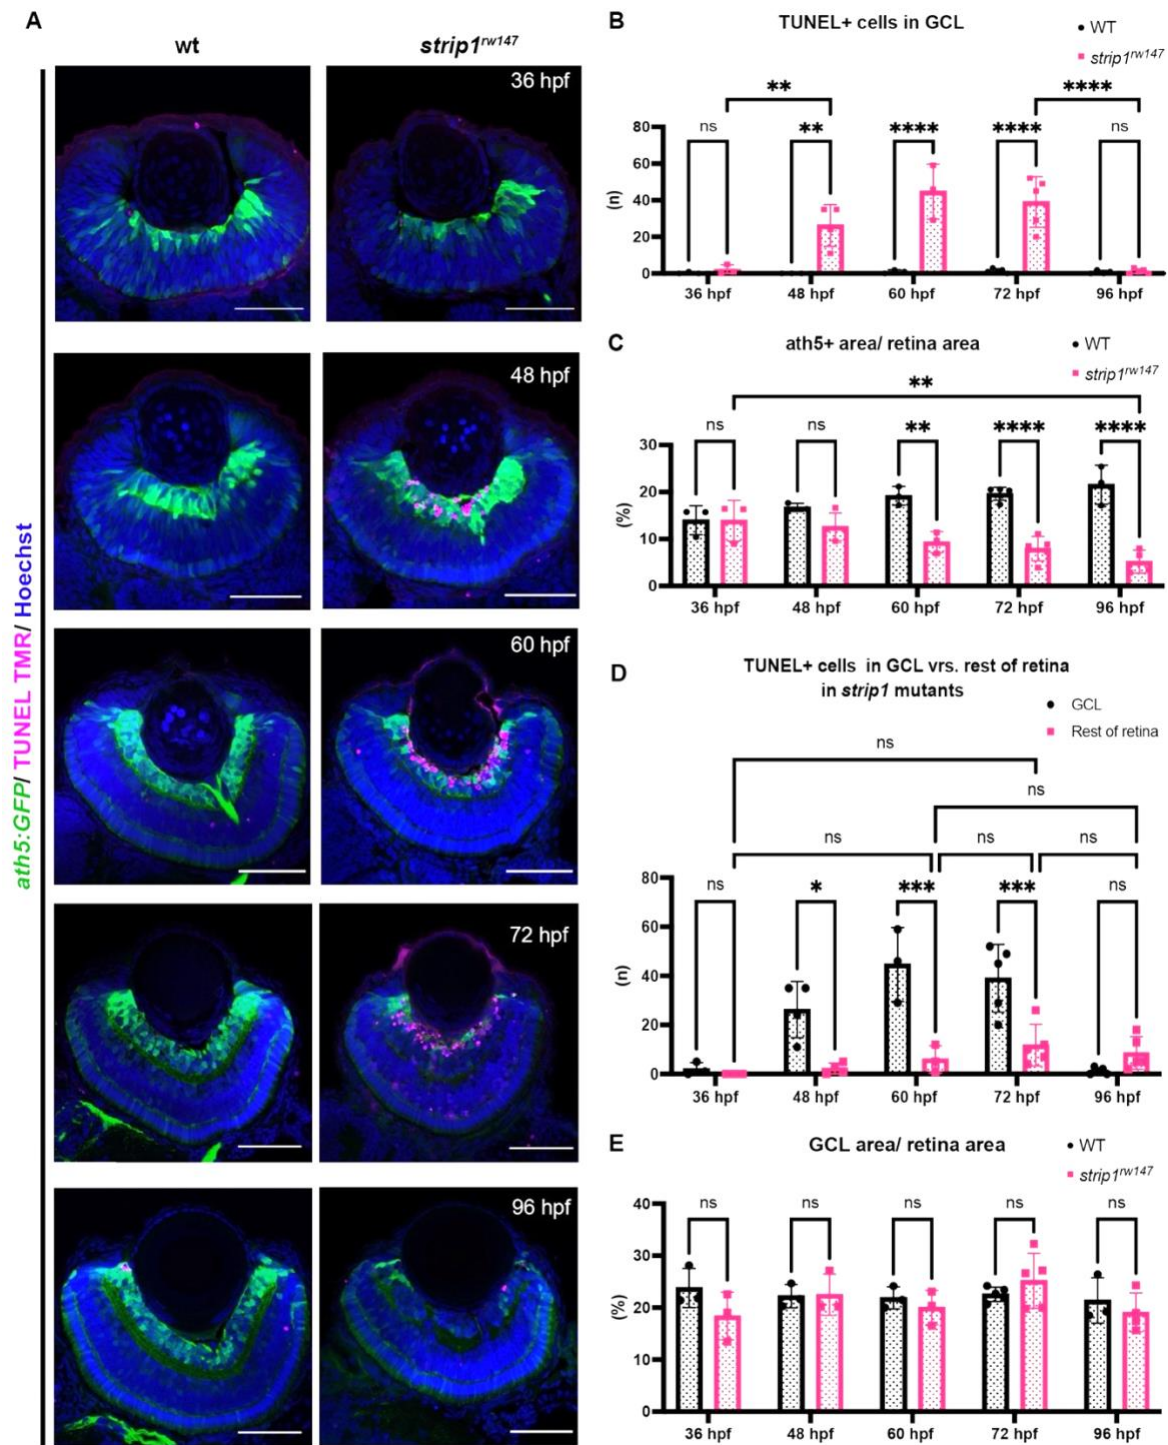 A
wt
strip1rw147
ath5:GFP/ TUNEL TMR/ Hoechst
36 hpf
48 hpf
60 hpf
72 hpf
96 hpf
B
TUNEL+ cells in GCL
WT
strip1rw147
** ****
ns ** **** **** ns
80
60
40
20
0
(n)
36 hpf 48 hpf 60 hpf 72 hpf 96 hpf
C
ath5+ area/ retina area
WT
strip1rw147
**
ns ns ** **** ****
30
20
10
0
(%)
36 hpf 48 hpf 60 hpf 72 hpf 96 hpf
D
TUNEL+ cells in GCL vrs. rest of retina
in strip1 mutants
GCL
Rest of retina
ns
ns
ns ns ns
ns * *** *** ns
80
60
40
20
0
(n)
36 hpf 48 hpf 60 hpf 72 hpf 96 hpf
E
GCL area/ retina area
WT
strip1rw147
ns ns ns ns ns
40
30
20
10
0
(%)
36 hpf 48 hpf 60 hpf 72 hpf 96 hpf